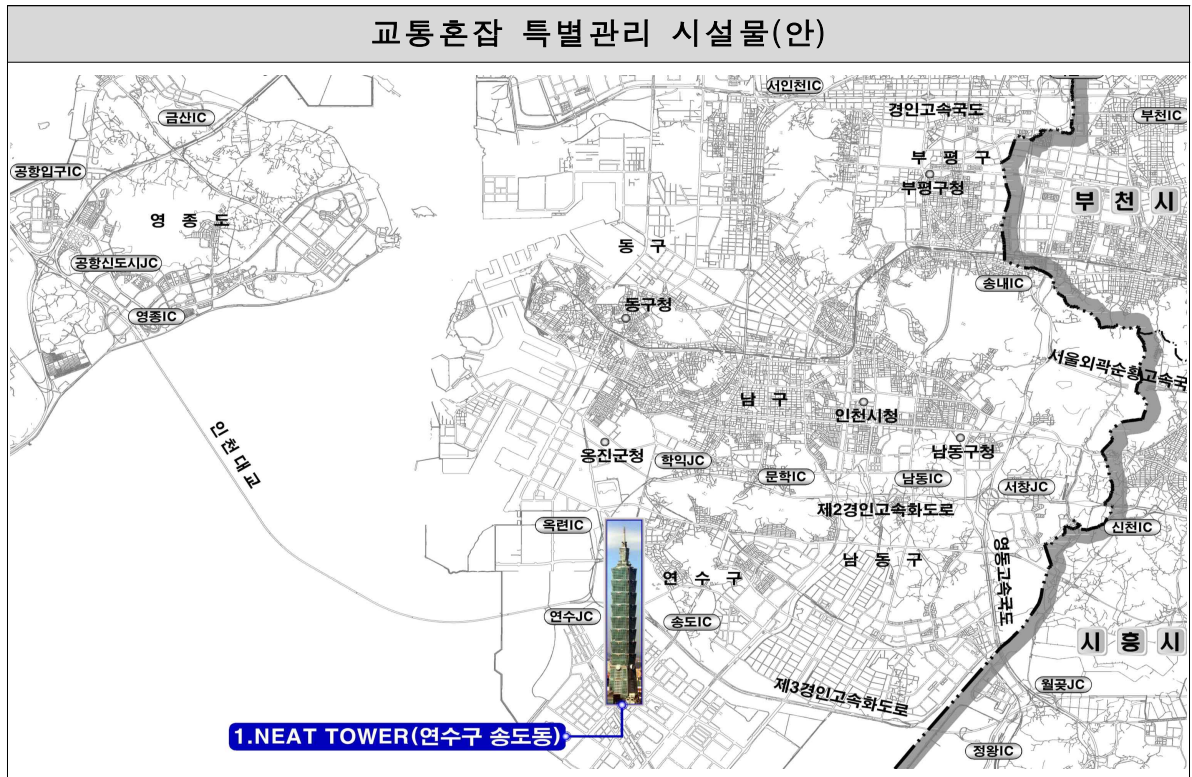 교통혼잡 특별관리 시설물(안)
서인천IC
금산IC
경인고속국도
부천IC
부 평 구
공항입구IC
부평구청
부 천 시
영 종 도
동 구
공항신도시JC
송내IC
동구청
영종IC
서울외곽순환고속국
남 구
인천시청
인천대교
옹진군청
학익JC
남동구청
문학IC
남동IC
서창JC
제2경인고속화도로
옥련IC
신천IC
영동고속국도
남 동 구
연 수 구
연수JC
송도IC
시 흥 시
월곶JC
제3경인고속화도로
1.NEAT TOWER(연수구 송도동)
정왕IC